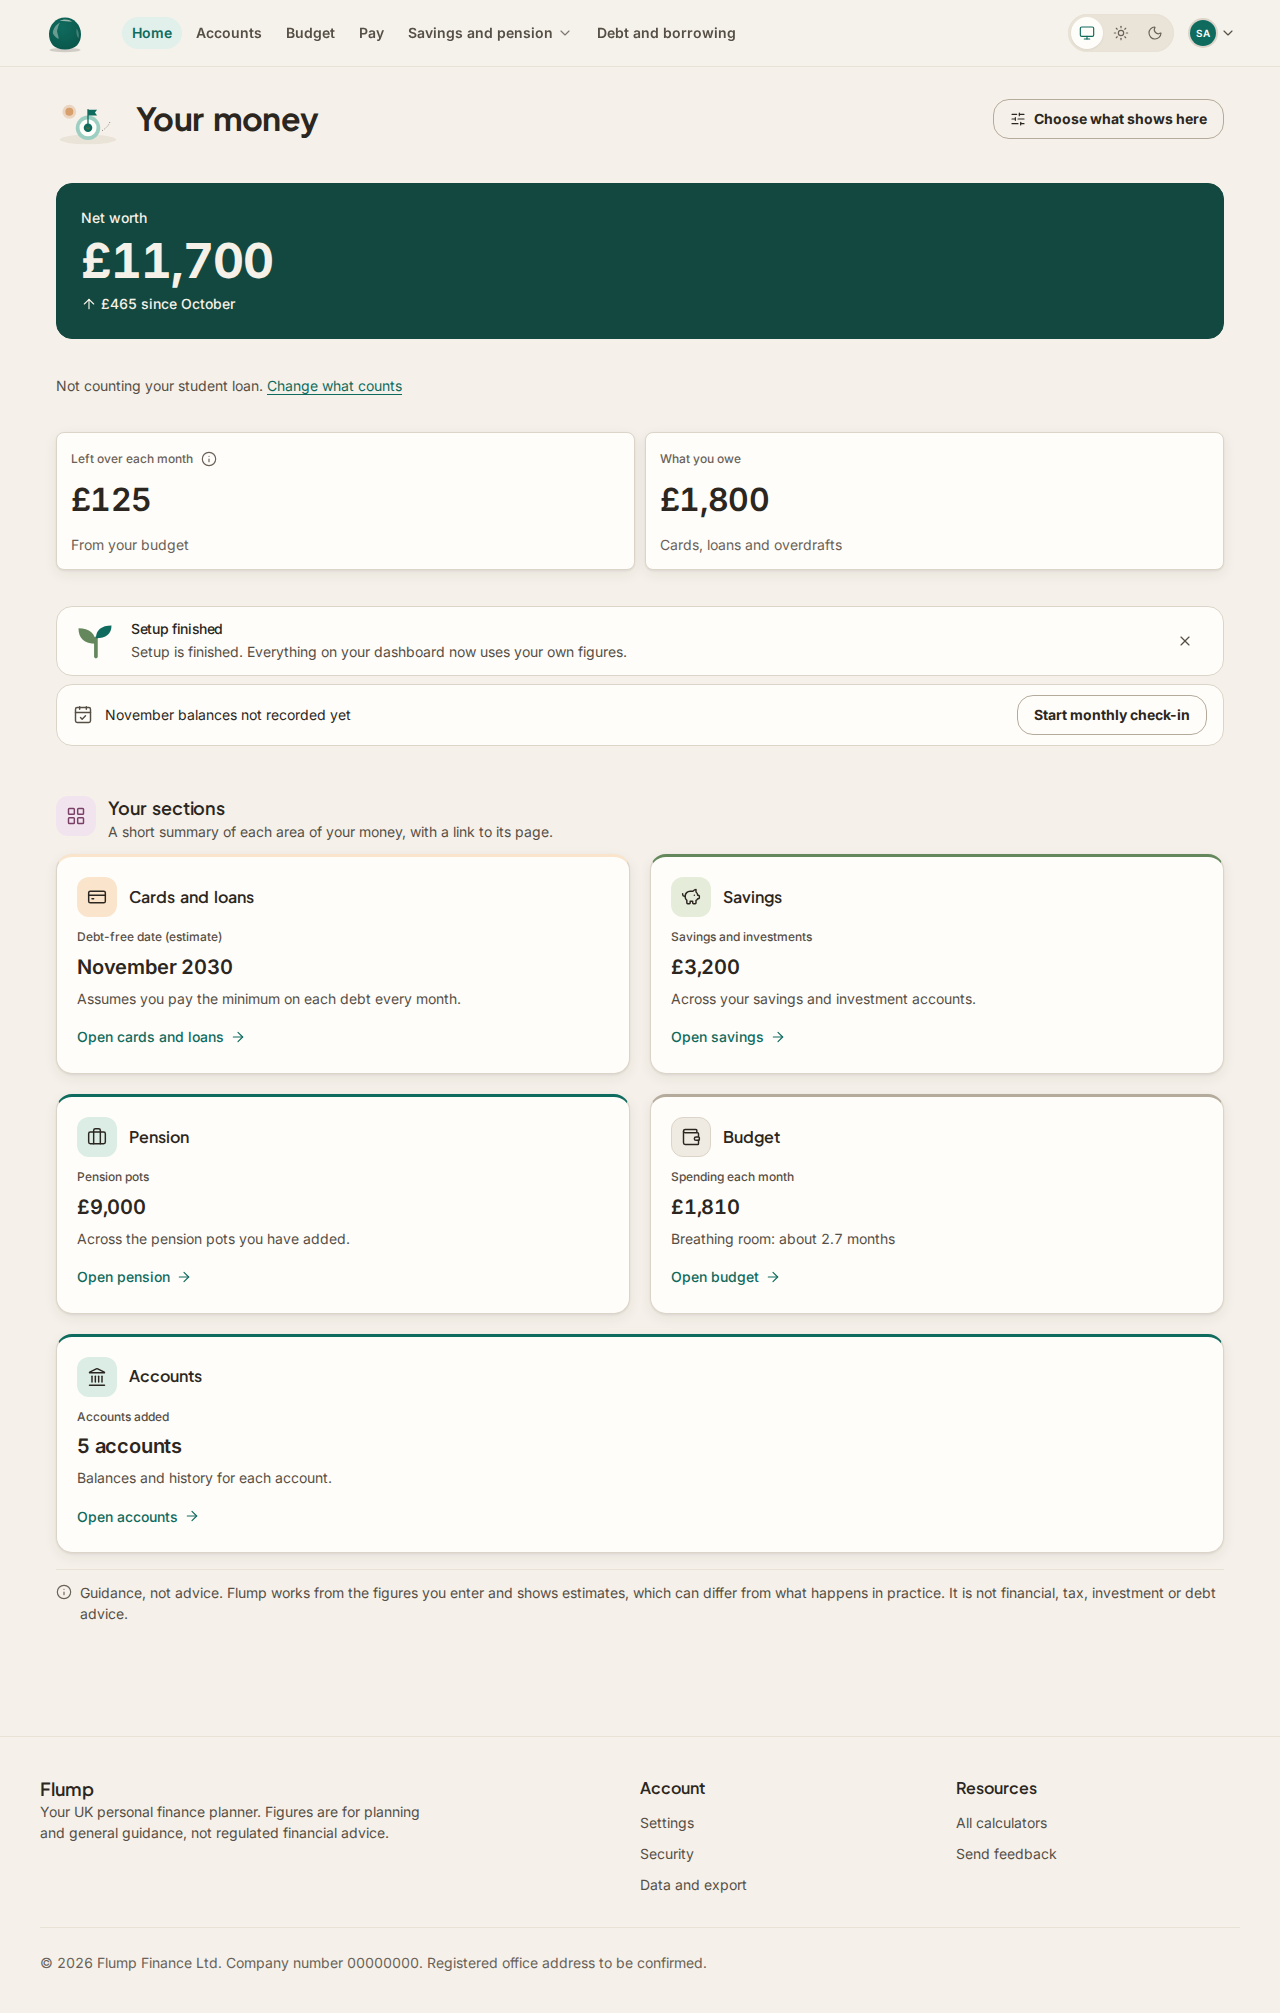 Home
Accounts
Budget
Pay
Savings and pension
Debt and borrowing
SA
Your money
Choose what shows here
Net worth
£11,700
£465 since October
Not counting your student loan. Change what counts
Left over each month
£125
From your budget
What you owe
£1,800
Cards, loans and overdrafts
Setup finished
Setup is finished. Everything on your dashboard now uses your own figures.
November balances not recorded yet
Start monthly check-in
Your sections
A short summary of each area of your money, with a link to its page.
Cards and loans
Debt-free date (estimate)
November 2030
Assumes you pay the minimum on each debt every month.
Open cards and loans
Savings
Savings and investments
£3,200
Across your savings and investment accounts.
Open savings
Pension
Pension pots
£9,000
Across the pension pots you have added.
Open pension
Budget
Spending each month
£1,810
Breathing room: about 2.7 months
Open budget
Accounts
Accounts added
5 accounts
Balances and history for each account.
Open accounts
Guidance, not advice. Flump works from the figures you enter and shows estimates, which can differ from what happens in practice. It is not financial, tax, investment or debt
advice.
Flump
Your UK personal finance planner. Figures are for planning
and general guidance, not regulated financial advice.
Account
Settings
Security
Data and export
Resources
All calculators
Send feedback
© 2026 Flump Finance Ltd. Company number 00000000. Registered office address to be confirmed.